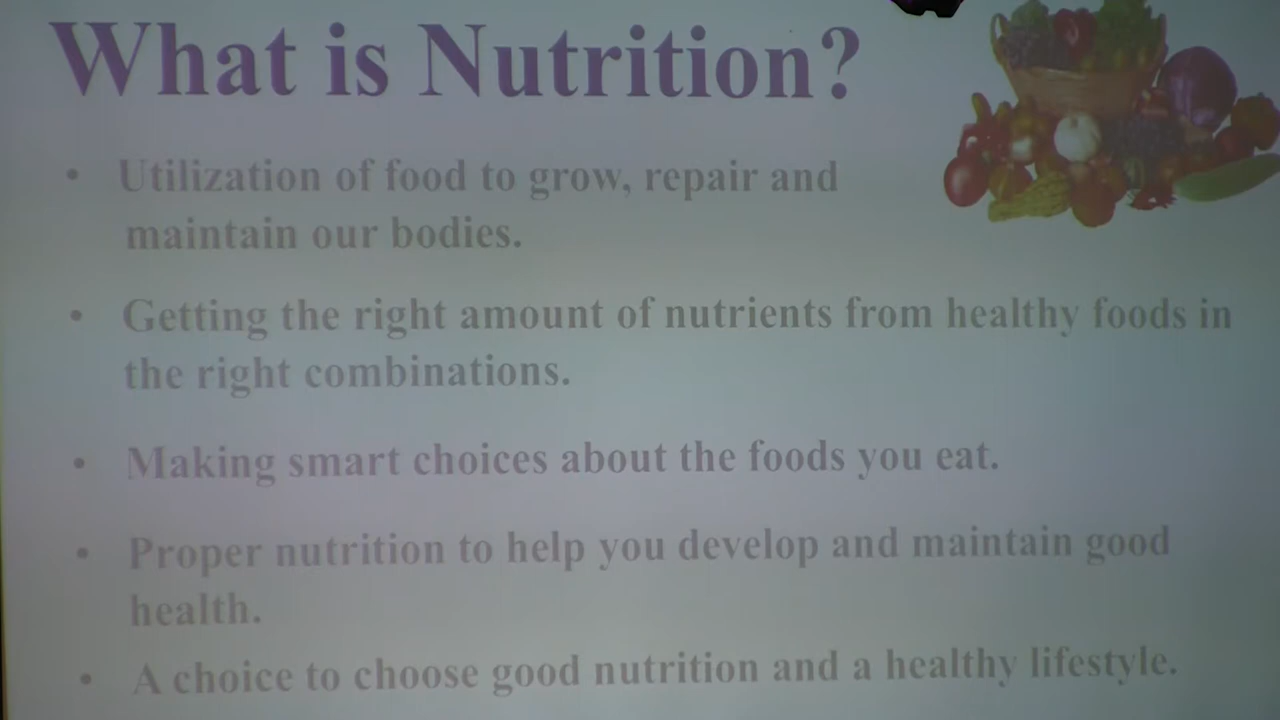 What is Nutrition?
• Utilization of food to grow, repair and
maintain our bodies.
• Getting the right amount of nutrients from healthy foods in
the right combinations.
• Making smart choices about the foods you eat.
• Proper nutrition to help you develop and maintain good
health.
• A choice to choose good nutrition and a healthy lifestyle.